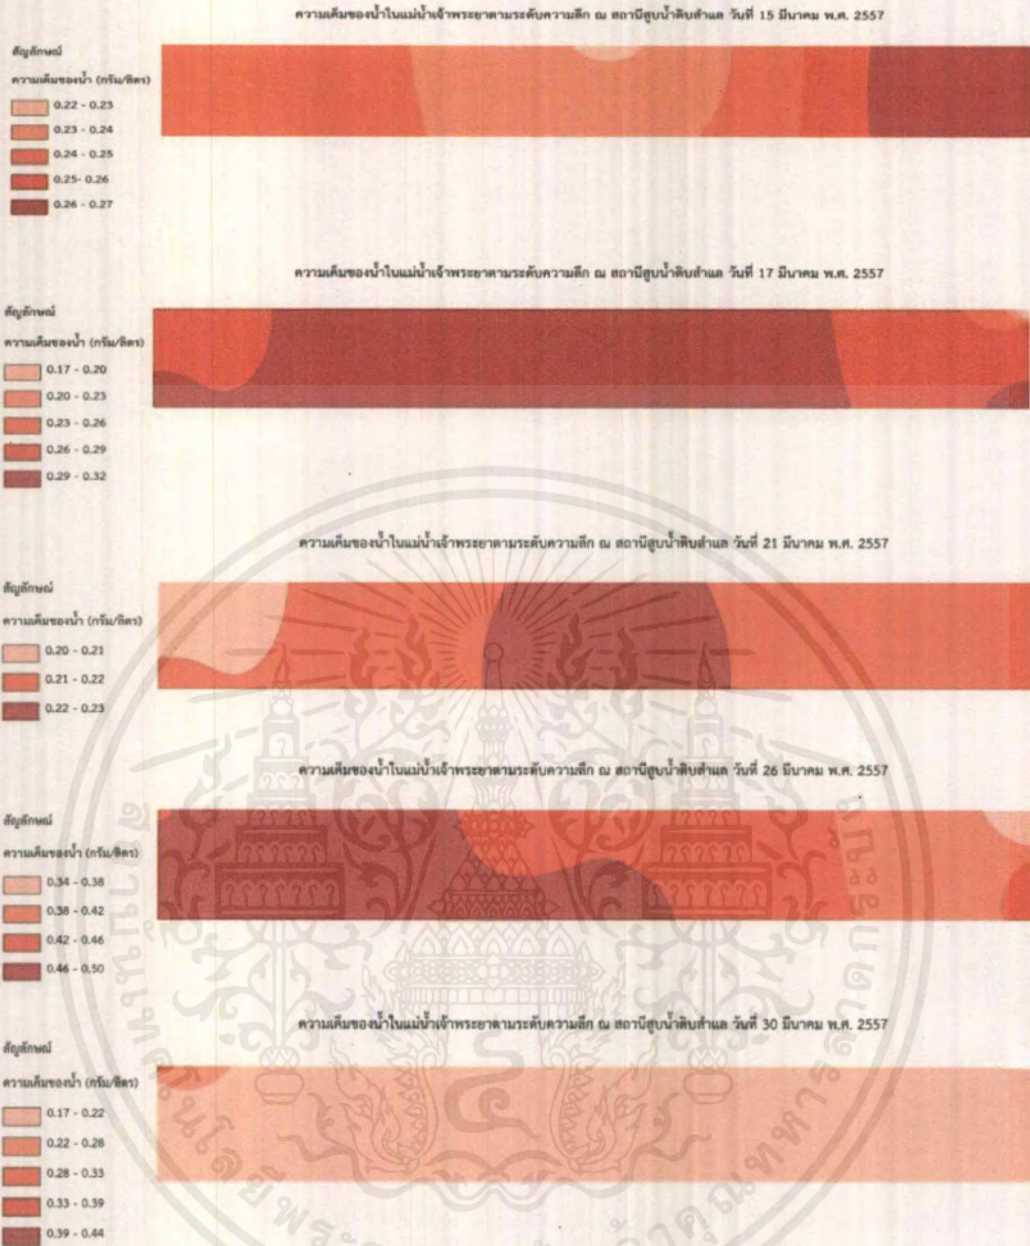 ความเค็มของน้ำในแม่น้ำเจ้าพระยาตามระดับความลึก ณ สถานีสูบน้ำดิบสำแล วันที่ 15 มีนาคม พ.ศ. 2557
สัญลักษณ์
ความเค็มของน้ำ (กรัม/ลิตร)
0.22 - 0.23
0.23 - 0.24
0.24 - 0.25
0.25- 0.26
0.26 - 0.27
ความเค็มของน้ำในแม่น้ำเจ้าพระยาตามระดับความลึก ณ สถานีสูบน้ำดิบสำแล วันที่ 17 มีนาคม พ.ศ. 2557
สัญลักษณ์
ความเค็มของน้ำ (กรัม/ลิตร)
0.17 - 0.20
0.20 - 0.23
0.23 - 0.26
0.26 - 0.29
0.29 - 0.32
ความเค็มของน้ำในแม่น้ำเจ้าพระยาตามระดับความลึก ณ สถานีสูบน้ำดิบสำแล วันที่ 21 มีนาคม พ.ศ. 2557
สัญลักษณ์
ความเค็มของน้ำ (กรัม/ลิตร)
0.20 - 0.21
0.21 - 0.22
0.22 - 0.23
ความเค็มของน้ำในแม่น้ำเจ้าพระยาตามระดับความลึก ณ สถานีสูบน้ำดิบสำแล วันที่ 26 มีนาคม พ.ศ. 2557
สัญลักษณ์
ความเค็มของน้ำ (กรัม/ลิตร)
0.34 - 0.38
0.38 - 0.42
0.42 - 0.46
0.46 - 0.50
ความเค็มของน้ำในแม่น้ำเจ้าพระยาตามระดับความลึก ณ สถานีสูบน้ำดิบสำแล วันที่ 30 มีนาคม พ.ศ. 2557
สัญลักษณ์
ความเค็มของน้ำ (กรัม/ลิตร)
0.17 - 0.22
0.22 - 0.28
0.28 - 0.33
0.33 - 0.39
0.39 - 0.44